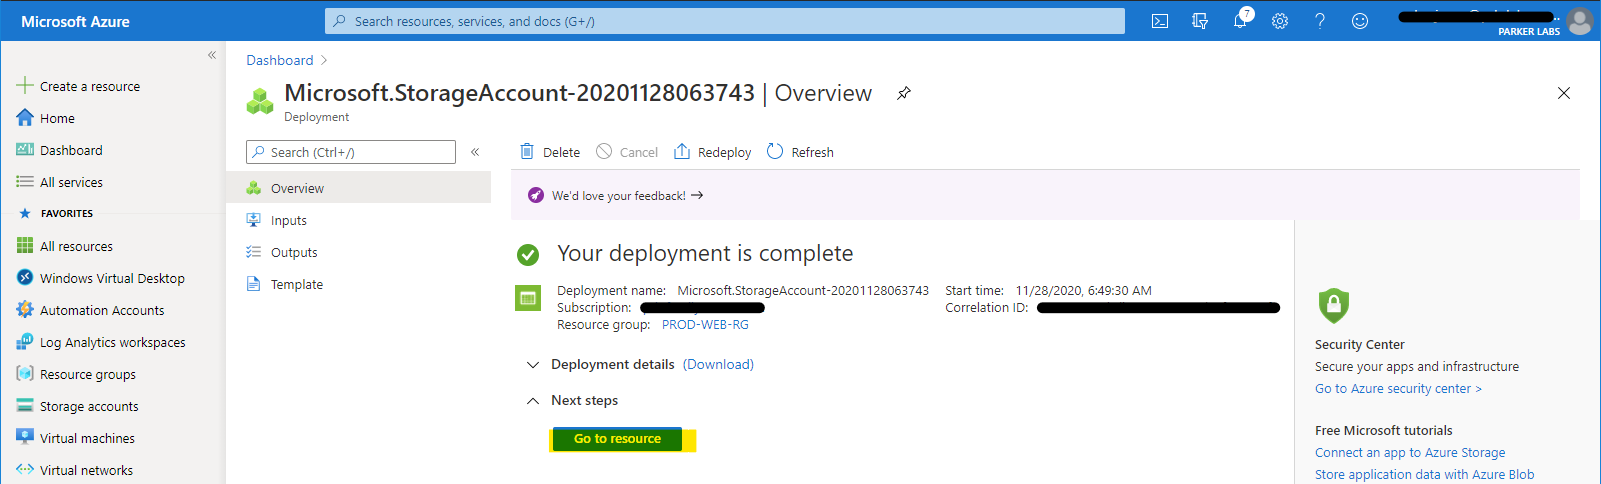 Microsoft Azure
Search resources, services, and docs (G+/)
7
PARKER LABS
«
Create a resource
Home
Dashboard
All services
FAVORITES
All resources
Windows Virtual Desktop
Automation Accounts
Log Analytics workspaces
Resource groups
Storage accounts
Virtual machines
Virtual networks
Dashboard >
Microsoft.StorageAccount-20201128063743 | Overview
Deployment
Search (Ctrl+/)
«
Overview
Inputs
Outputs
Template
Delete Cancel Redeploy Refresh
We'd love your feedback! →
Your deployment is complete
Deployment name: Microsoft.StorageAccount-20201128063743 Start time: 11/28/2020, 6:49:30 AM
Subscription: Correlation ID:
Resource group: PROD-WEB-RG
Deployment details (Download)
Next steps
Go to resource
Security Center
Secure your apps and infrastructure
Go to Azure security center >
Free Microsoft tutorials
Connect an app to Azure Storage
Store application data with Azure Blob